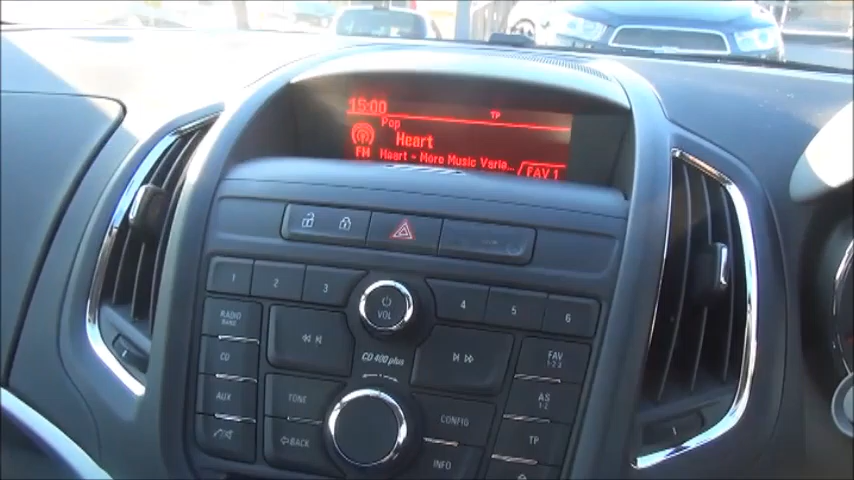 15:00 TP
Pop
Heart
FM Heart - More Music Varie...
FAV 1
1 2 3
4 5 6
VOL
RADIO
BAND
CD
AUX
CD 400 plus
TONE
BACK
CONFIG
INFO
FAV
1-2-3
AS
1-2
TP